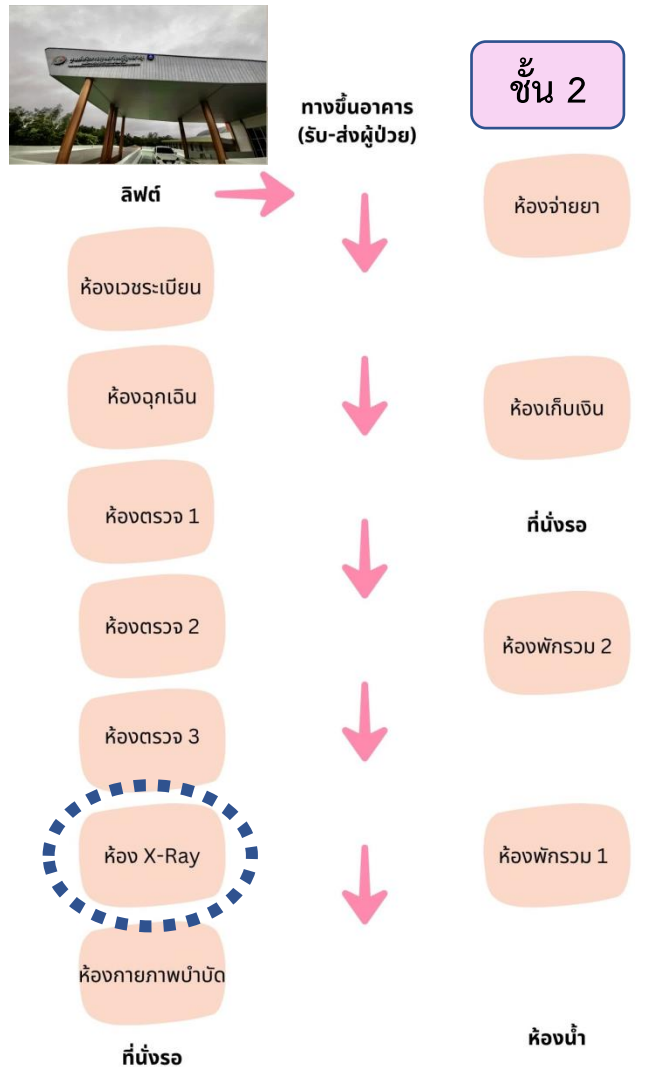 ชั้น 2
ทางขึ้นอาคาร
(รับ-ส่งผู้ป่วย)
ลิฟต์
ห้องจ่ายยา
ห้องเวชระเบียน
ห้องฉุกเฉิน
ห้องเก็บเงิน
ห้องตรวจ 1
ที่นั่งรอ
ห้องตรวจ 2
ห้องพักรวม 2
ห้องตรวจ 3
ห้อง X-Ray
ห้องพักรวม 1
ห้องกายภาพบำบัด
ห้องน้ำ
ที่นั่งรอ